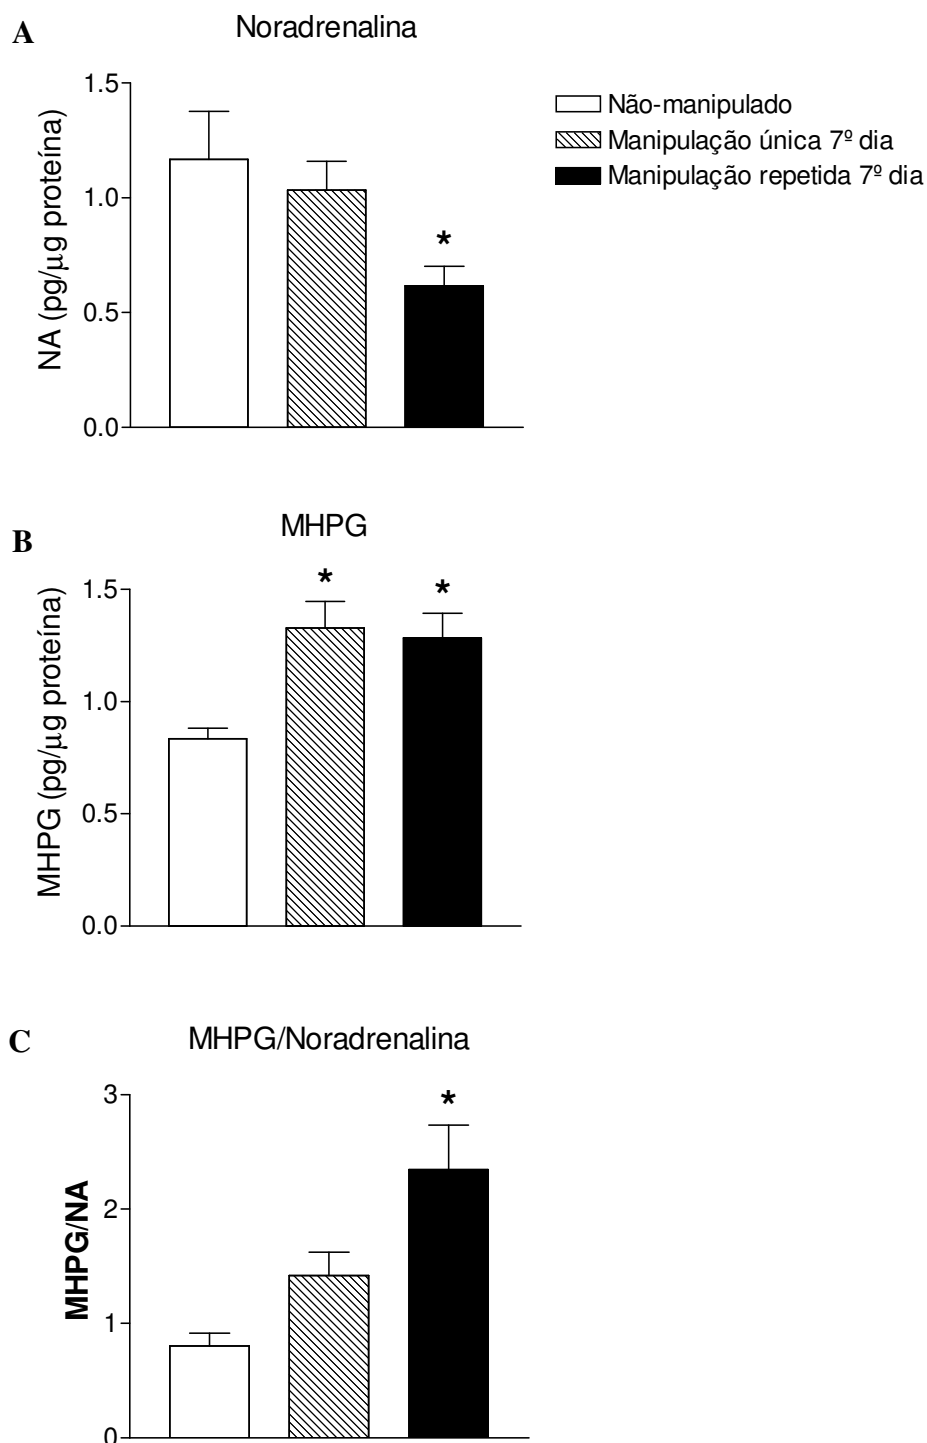 A
Noradrenalina
1.5
1.0
0.5
0.0
NA (pg/μg proteína)
*
Não-manipulado
Manipulação única 7º dia
Manipulação repetida 7º dia
B
MHPG
1.5
1.0
0.5
0.0
MHPG (pg/μg proteína)
*
*
C
MHPG/Noradrenalina
3
2
1
0
MHPG/NA
*